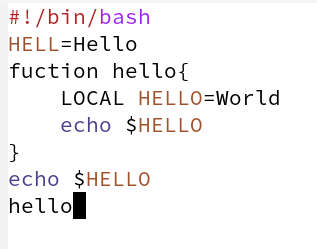 #!/bin/bash
HELL=Hello
fuction hello{
    LOCAL HELLO=World
    echo $HELLO
}
echo $HELLO
hello